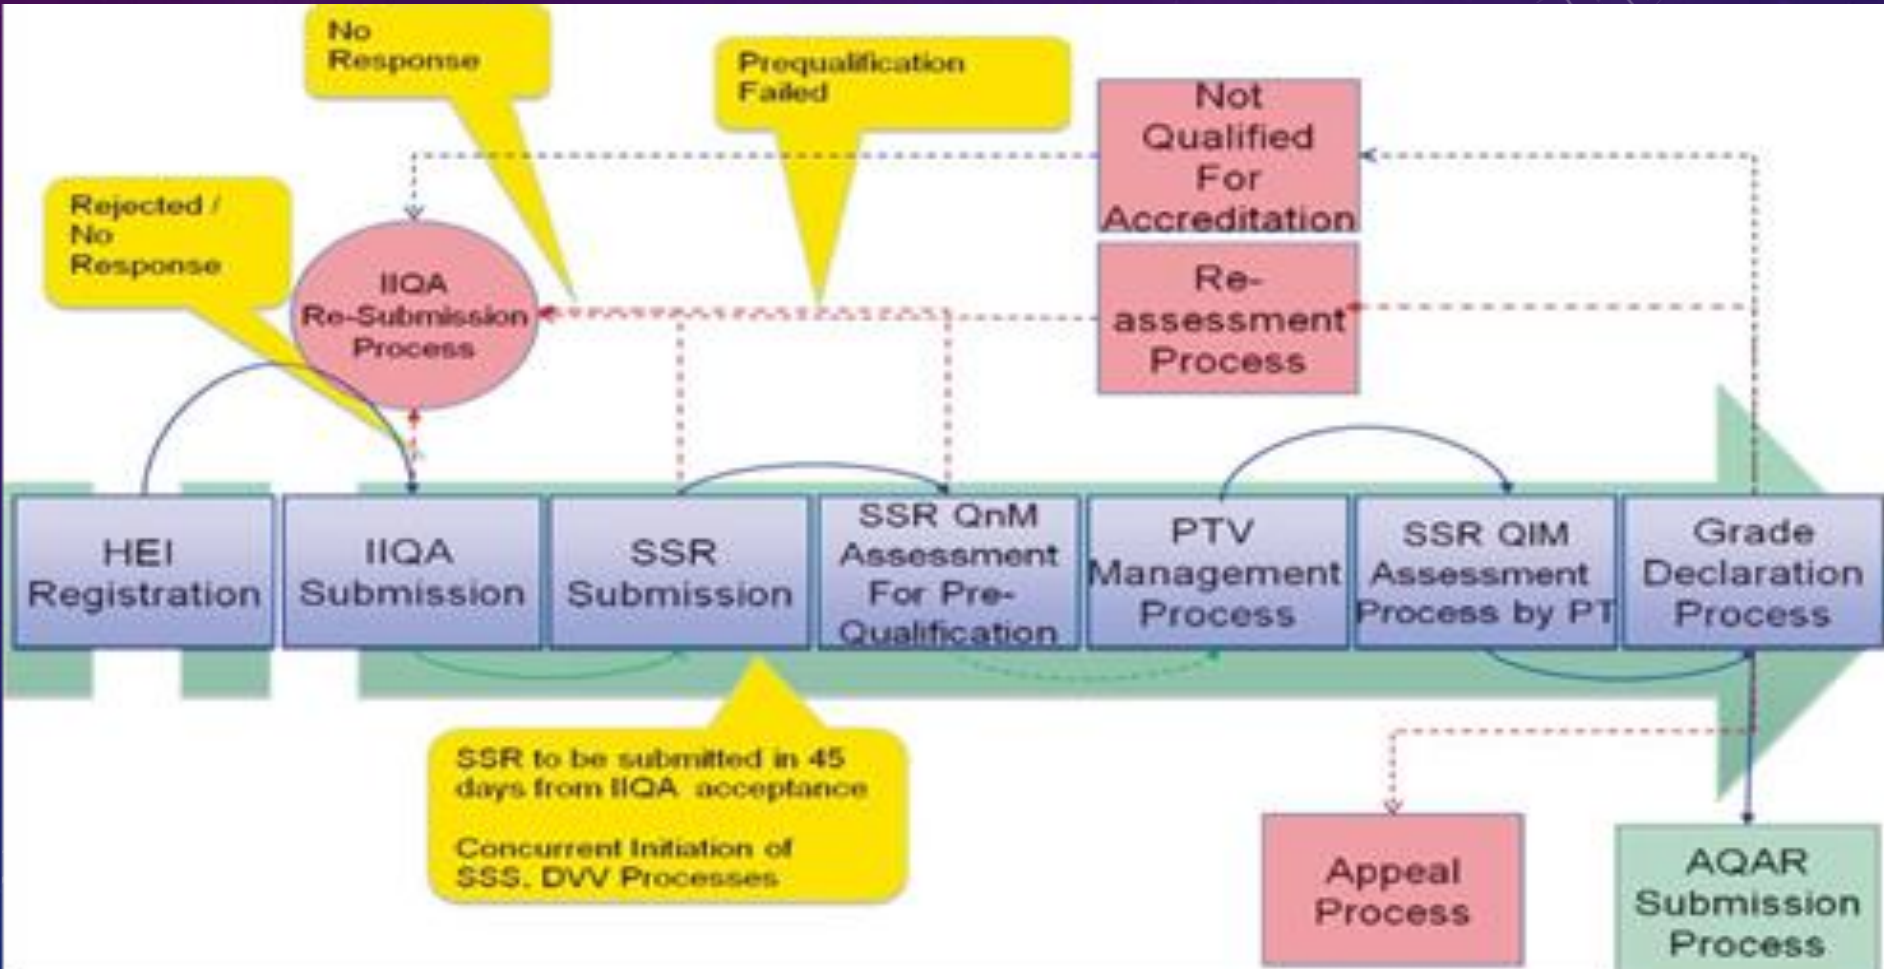 No
Response
Prequalification
Failed
Not
Qualified
For
Accreditation
Rejected /
No
Response
IIQA
Re-Submission
Process
Re-
assessment
Process
HEI
Registration
IIQA
Submission
SSR
Submission
SSR QnM
Assessment
For Pre-
Qualification
PTV
Management
Process
SSR QIM
Assessment
Process by PT
Grade
Declaration
Process
SSR to be submitted in 45
days from IIQA acceptance
Concurrent Initiation of
SSS, DVV Processes
Appeal
Process
AQAR
Submission
Process